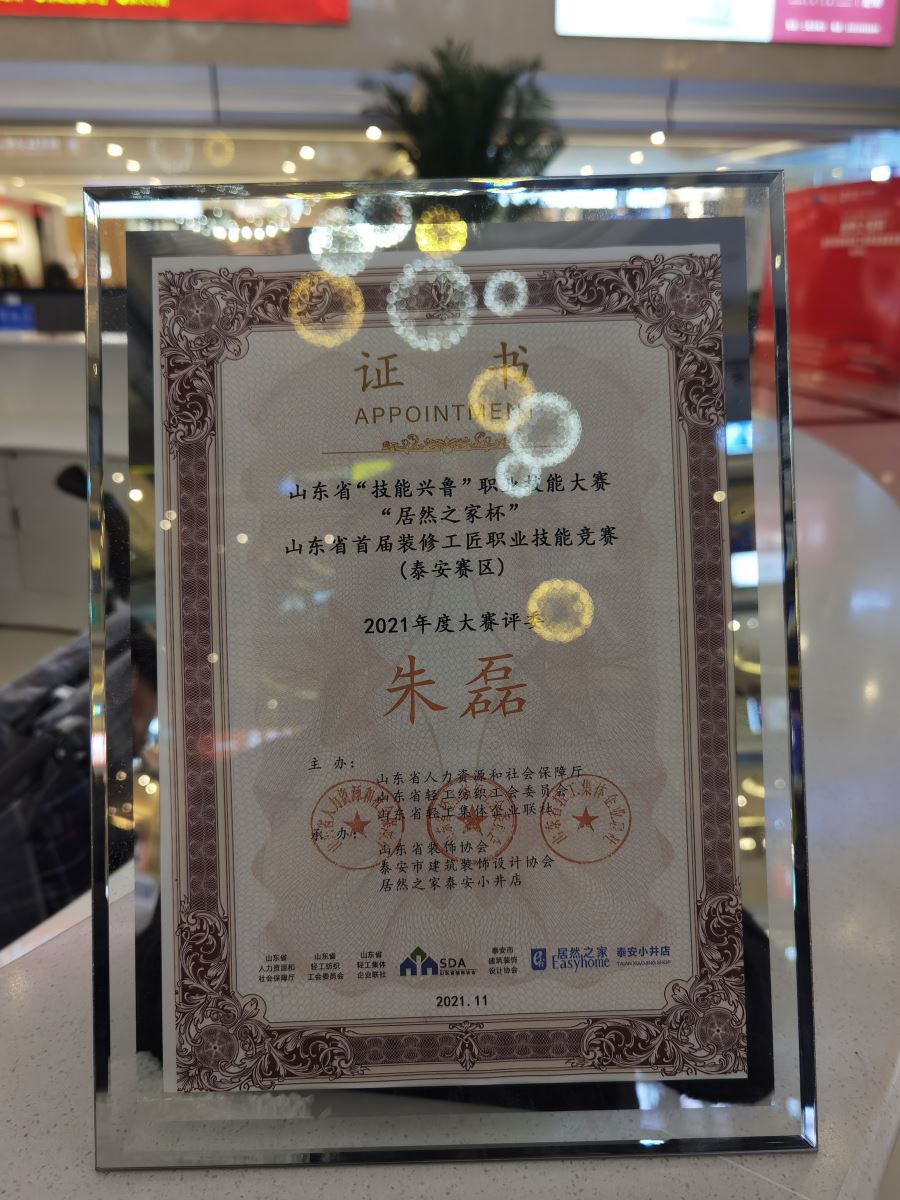 证 书
APPOINTMENT
山东省“技能兴鲁”职业技能大赛
“居然之家杯”
山东省首届装修工匠职业技能竞赛
(泰安赛区)
2021年度大赛评委
朱磊
主 办:
山东省人力资源和社会保障厅
山东省轻工纺织工会委员会
山东省轻工集体企业联社
承 办:
山东省装饰协会
泰安市建筑装饰设计协会
居然之家泰安小井店
山东省
人力资源和
社会保障厅
山东省
轻工纺织
工会委员会
山东省
轻工集体
企业联社
SDA
泰安市
建筑装饰
设计协会
居然之家
Easyhome
泰安小井店
TAIAN XIAOJING SHOP
2021.11